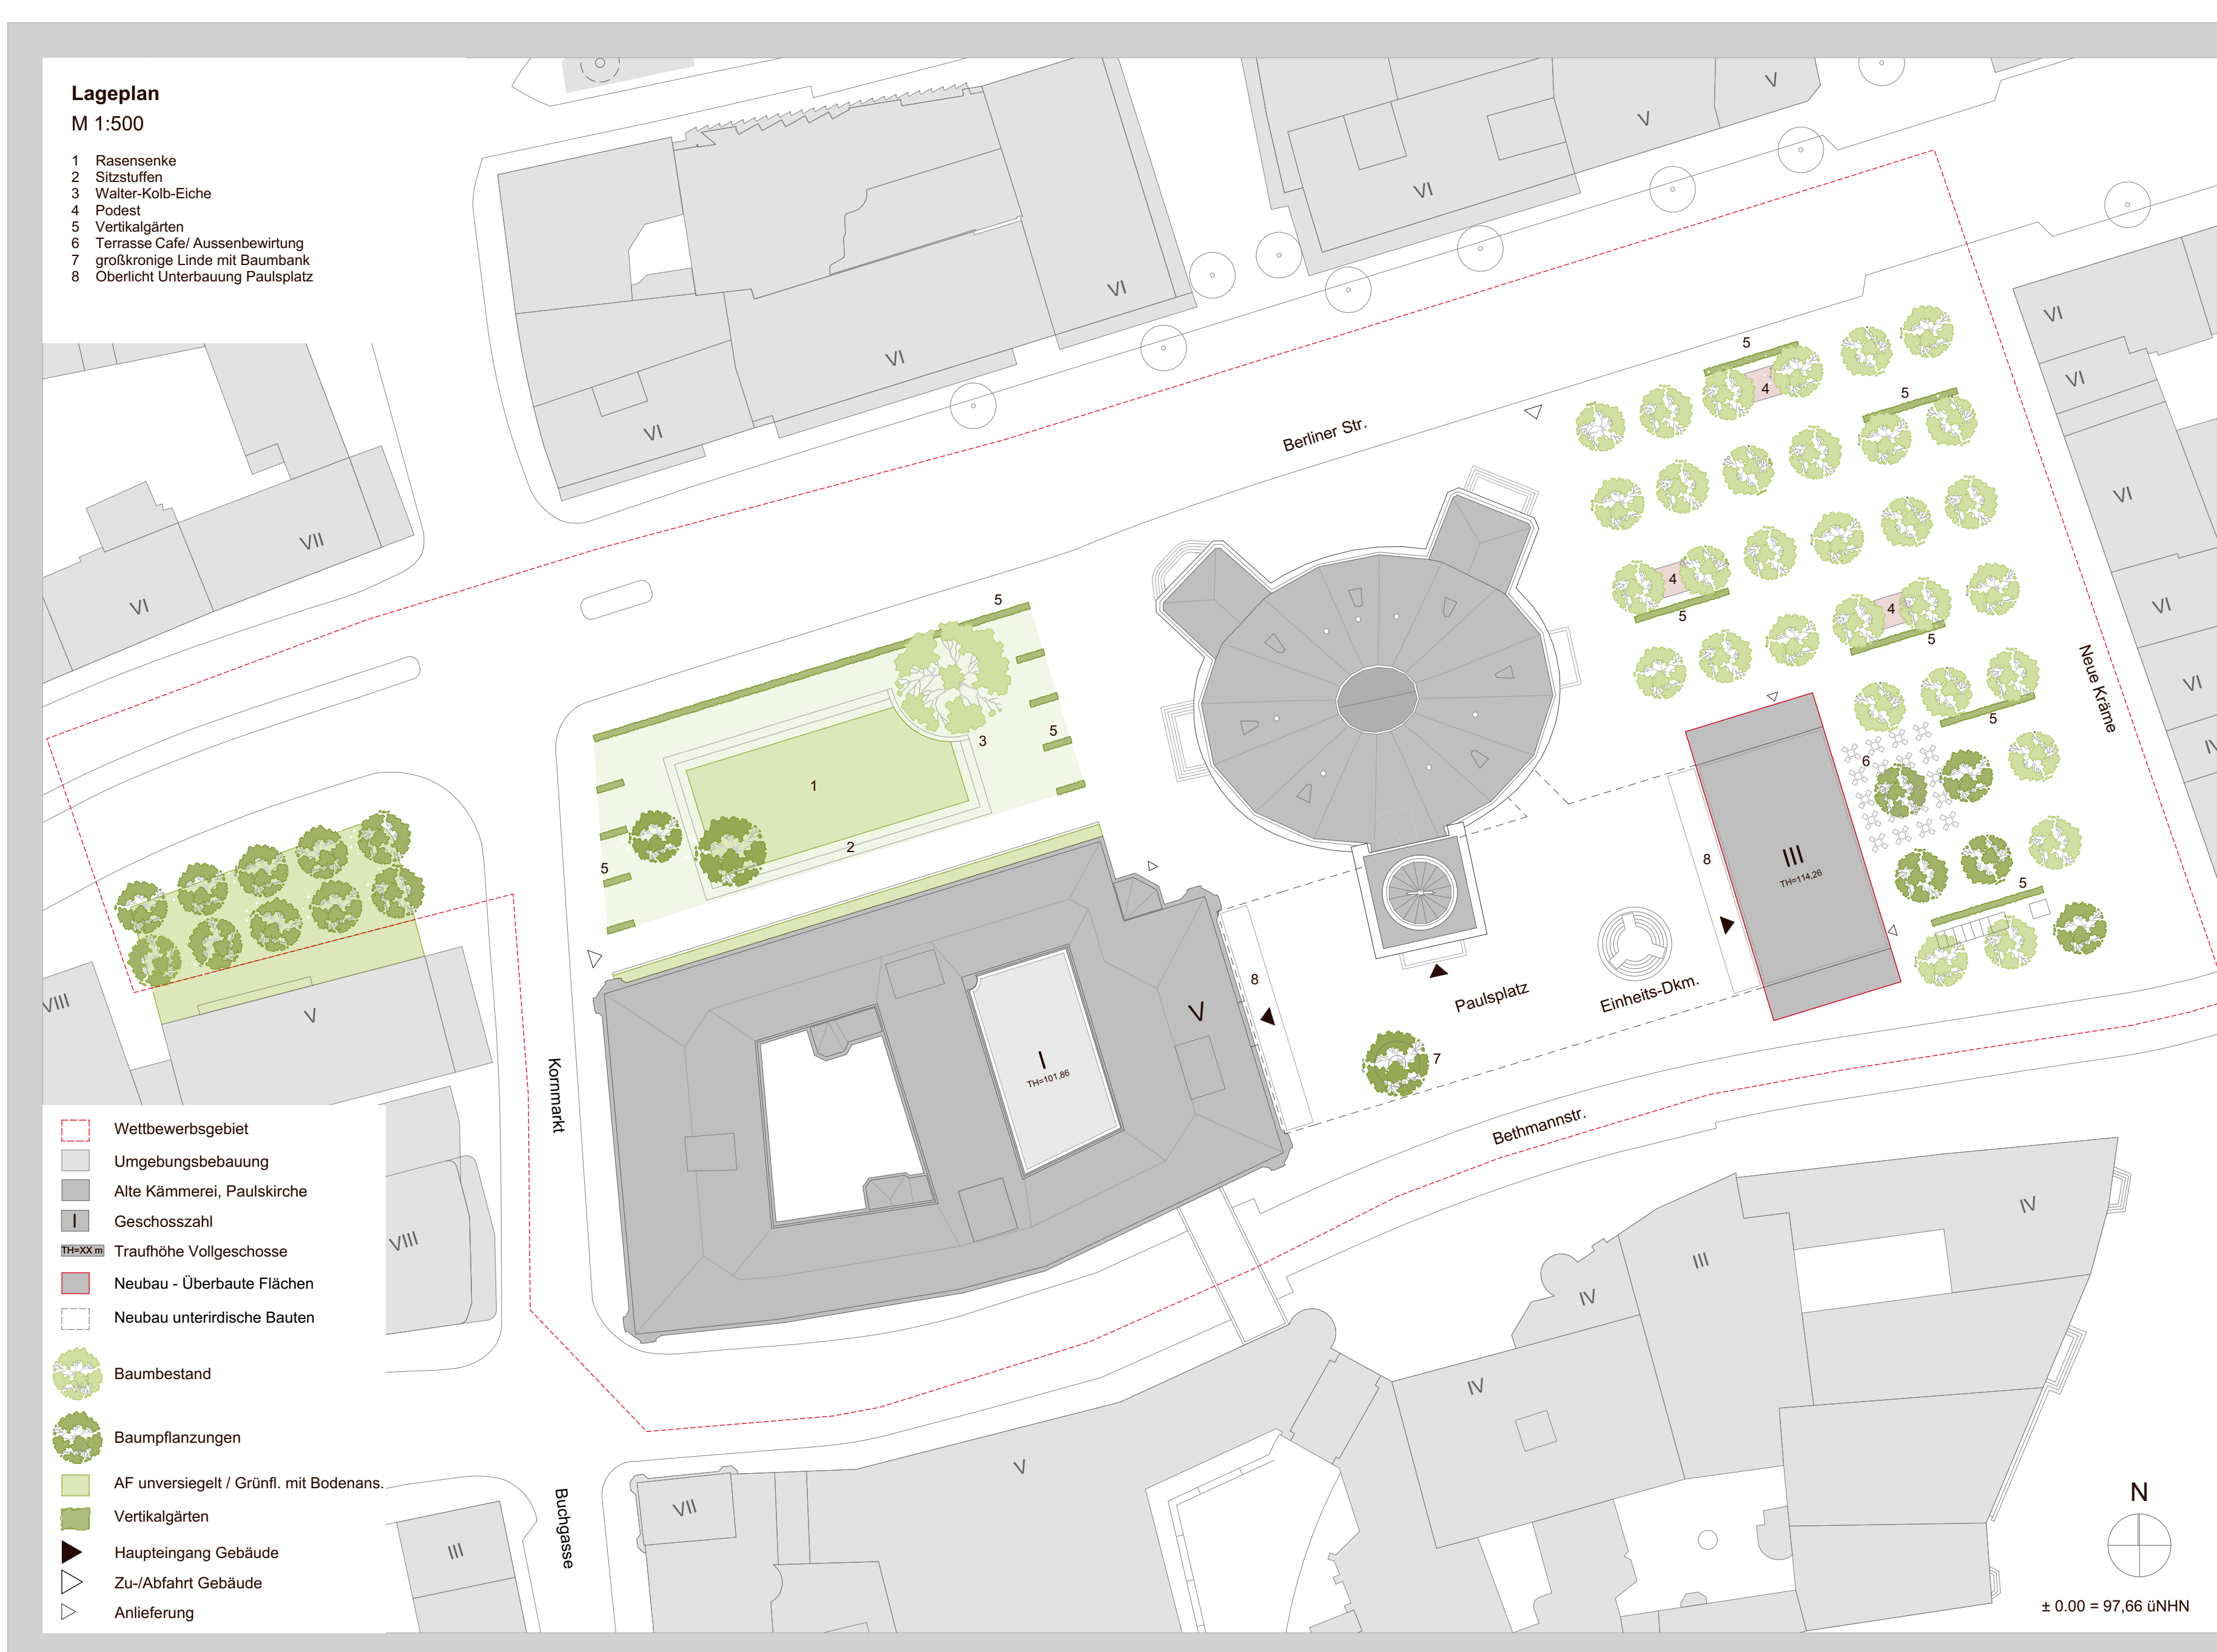 Lageplan
M 1:500
1 Rasensenke
2 Sitzstuffen
3 Walter-Kolb-Eiche
4 Podest
5 Vertikalgärten
6 Terrasse Cafe/ Aussenbewirtung
7 großkronige Linde mit Baumbank
8 Oberlicht Unterbauung Paulsplatz
V
V
VI
VI
VI
VI
VI
VI
VI
VI
VI
VI
VI
IV
VII
VI
VIII
V
Berliner Str.
5
4
5
4
5
4
5
5
6
5
5
3
5
1
2
5
8
III
TH=114,26
Neue Kräme
8
V
I
TH=101,86
Paulsplatz
Einheits-Dkm.
7
Bethmannstr.
Kornmarkt
Buchgasse
VIII
III
VII
V
IV
IV
III
IV
Wettbewerbsgebiet
Umgebungsbebauung
Alte Kämmerei, Paulskirche
I Geschosszahl
TH=XX m Traufhöhe Vollgeschosse
Neubau - Überbaute Flächen
Neubau unterirdische Bauten
Baumbestand
Baumpflanzungen
AF unversiegelt / Grünfl. mit Bodenans.
Vertikalgärten
Haupteingang Gebäude
Zu-/Abfahrt Gebäude
Anlieferung
N
± 0.00 = 97,66 üNHN